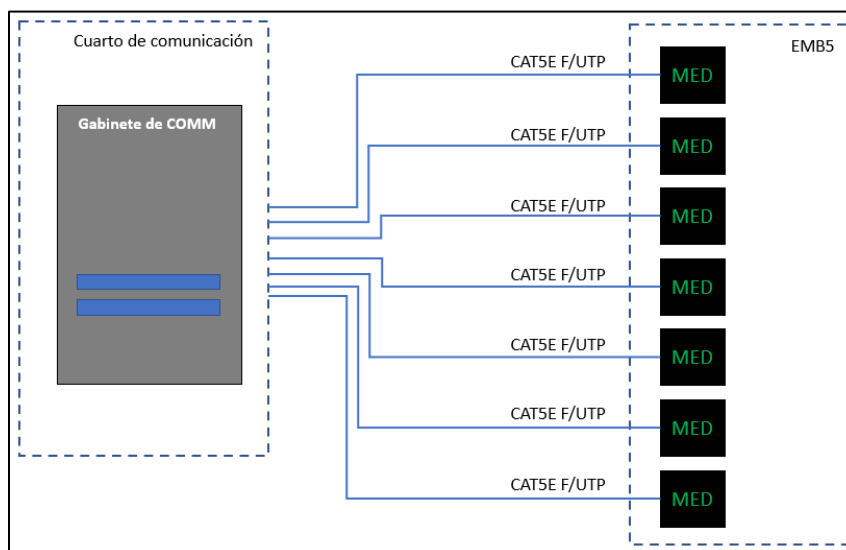 Cuarto de comunicación
EMB5
Gabinete de COMM
CAT5E F/UTP
MED
CAT5E F/UTP
MED
CAT5E F/UTP
MED
CAT5E F/UTP
MED
CAT5E F/UTP
MED
CAT5E F/UTP
MED
CAT5E F/UTP
MED